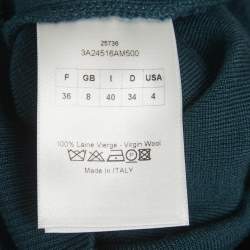 25736
3A24516AM500
F GB I D USA
36 8 40 34 4
100% Laine Vierge - Virgin Wool
Made in ITALY